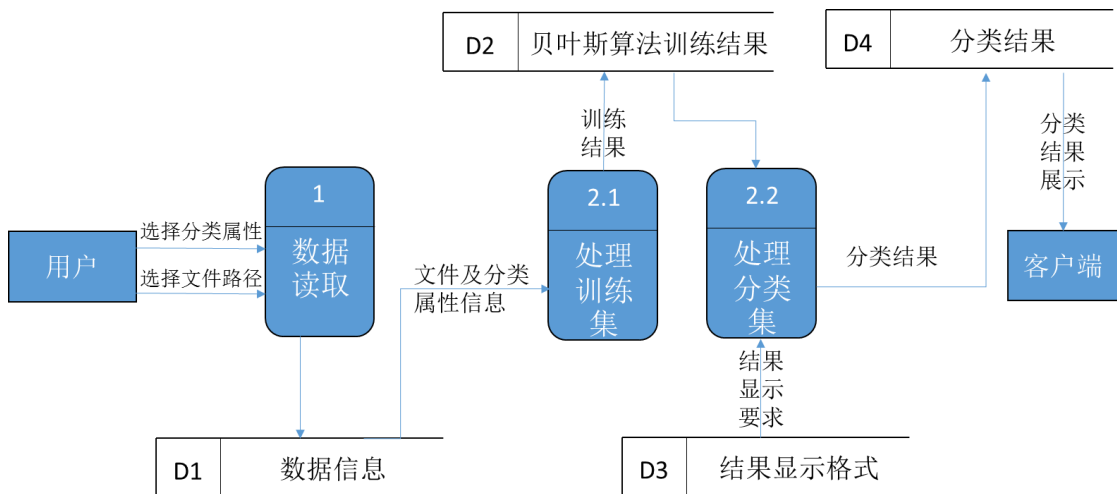 D2
贝叶斯算法训练结果
D4
分类结果
训练
结果
分类
结果
展示
1
数据
读取
2.1
处理
训练
集
2.2
处理
分类
集
用户
选择分类属性
选择文件路径
文件及分类
属性信息
分类结果
客户端
结果
显示
要求
D1
数据信息
D3
结果显示格式